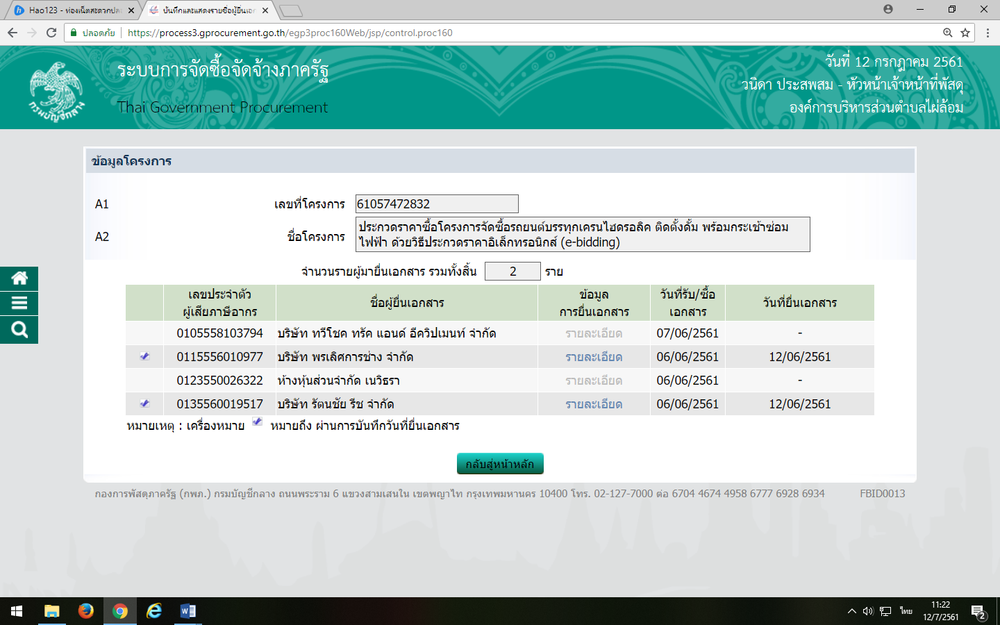 Hao123 - ท่องเน็ตสะดวกปล
บันทึกและแสดงรายชื่อผู้ยื่นเอก
ปลอดภัย
https://process3.gprocurement.go.th/egp3proc160Web/jsp/control.proc160
ระบบการจัดซื้อจัดจ้างภาครัฐ
Thai Government Procurement
กรมบัญชีกลาง
วันที่ 12 กรกฎาคม 2561
วนิดา ประสพสม - หัวหน้าเจ้าหน้าที่พัสดุ
องค์การบริหารส่วนตำบลไผ่ล้อม
ข้อมูลโครงการ
A1 เลขที่โครงการ 61057472832
A2 ชื่อโครงการ ประกวดราคาซื้อโครงการจัดซื้อรถยนต์บรรทุกเครนไฮดรอลิค ติดตั้งดั้ม พร้อมกระเช้าซ่อม
ไฟฟ้า ด้วยวิธีประกวดราคาอิเล็กทรอนิกส์ (e-bidding)
จำนวนรายผู้มายื่นเอกสาร รวมทั้งสิ้น 2 ราย
เลขประจำตัว
ผู้เสียภาษีอากร
ชื่อผู้ยื่นเอกสาร
ข้อมูล
การยื่นเอกสาร
วันที่รับ/ซื้อ
เอกสาร
วันที่ยื่นเอกสาร
0105558103794 บริษัท ทวีโชค ทรัค แอนด์ อีควิปเมนท์ จำกัด รายละเอียด 07/06/2561 -
0115556010977 บริษัท พรเลิศการช่าง จำกัด รายละเอียด 06/06/2561 12/06/2561
0123550026322 ห้างหุ้นส่วนจำกัด เนวิธรา รายละเอียด 06/06/2561 -
0135560019517 บริษัท รัตนชัย รีช จำกัด รายละเอียด 06/06/2561 12/06/2561
หมายเหตุ : เครื่องหมาย หมายถึง ผ่านการบันทึกวันที่ยื่นเอกสาร
กลับสู่หน้าหลัก
กองการพัสดุภาครัฐ (กพภ.) กรมบัญชีกลาง ถนนพระราม 6 แขวงสามเสนใน เขตพญาไท กรุงเทพมหานคร 10400 โทร. 02-127-7000 ต่อ 6704 4674 4958 6777 6928 6934 FBID0013
ไทย
11:22
12/7/2561
2